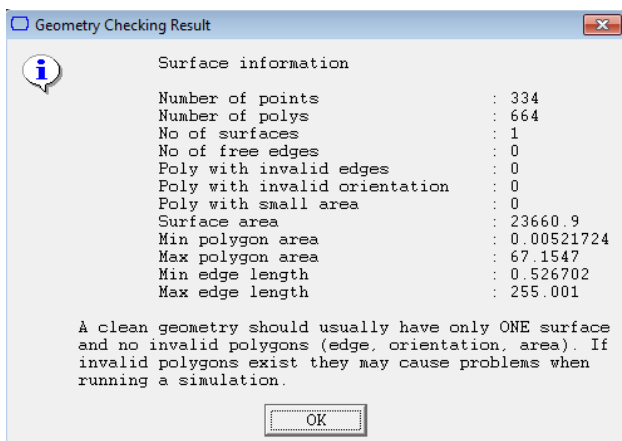 Geometry Checking Result
Surface information
Number of points : 334
Number of polys : 664
No of surfaces : 1
No of free edges : 0
Poly with invalid edges : 0
Poly with invalid orientation : 0
Poly with small area : 0
Surface area : 23660.9
Min polygon area : 0.00521724
Max polygon area : 67.1547
Min edge length : 0.526702
Max edge length : 255.001
A clean geometry should usually have only ONE surface
and no invalid polygons (edge, orientation, area). If
invalid polygons exist they may cause problems when
running a simulation.
OK